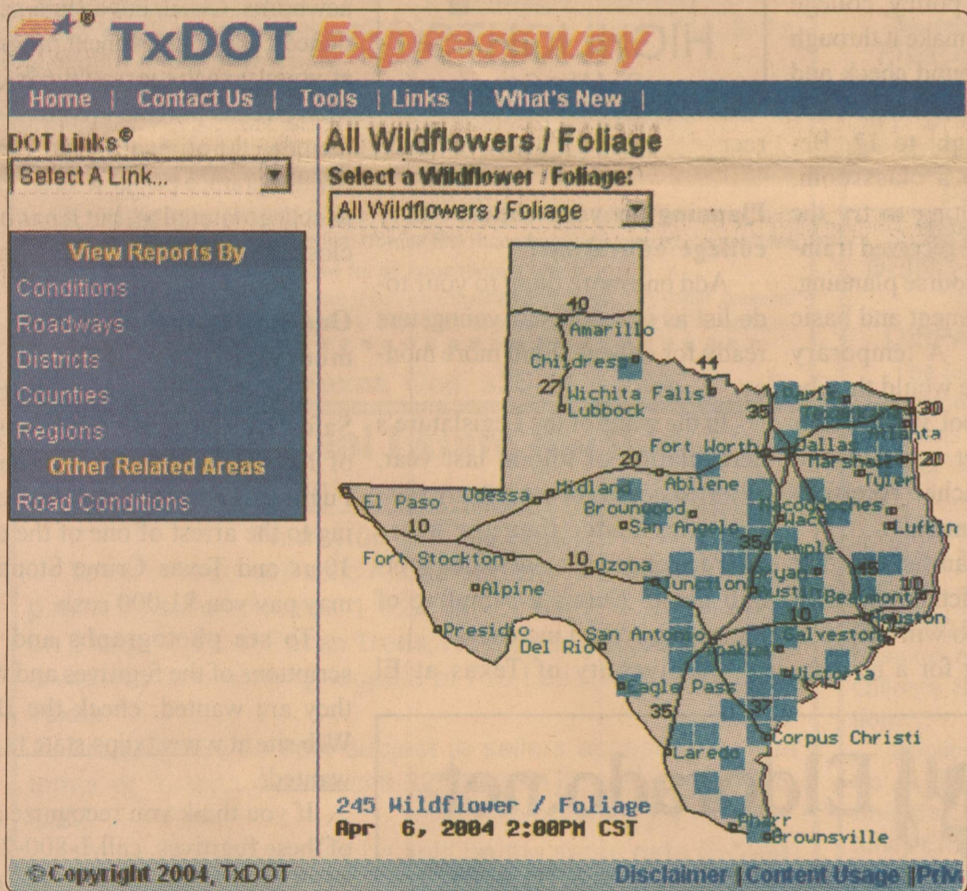 TxDOT Expressway
Home | Contact Us | Tools | Links | What's New |
DOT Links©
Select A Link...
View Reports By
Conditions
Roadways
Districts
Counties
Regions
Other Related Areas
Road Conditions
All Wildflowers / Foliage
Select a Wildflower / Foliage:
All Wildflowers / Foliage
40
Amarillo
Childress
44
27
Wichita Falls
Lubbock
35
Paris
Texarkana
30
Atlanta
Fort Worth
Dallas
Marshall
20
Tyler
20
Abilene
El Paso
Odessa
Midland
Brownwood
San Angelo
Nacogdoches
Waco
Lufkin
10
Fort Stockton
10
Ozona
35
Temple
Junction
Bryan
45
10
Alpine
Austin
Beaumont
Presidio
10
Houston
Del Rio
San Antonio
Galveston
Yoakum
Victoria
Eagle Pass
35
37
Corpus Christi
Laredo
Pharr
Brownsville
245 Wildflower / Foliage
Apr 6, 2004 2:00PM CST
© Copyright 2004, TxDOT
Disclaimer | Content Usage | Priv